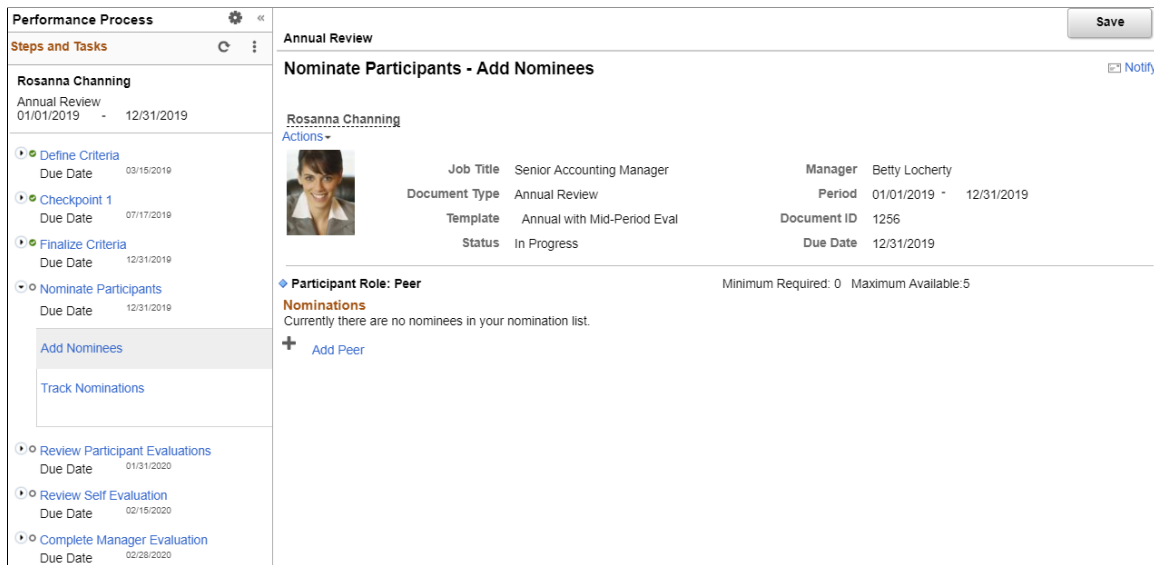 Performance Process
«
Steps and Tasks
Rosanna Channing
Annual Review
01/01/2019 - 12/31/2019
Define Criteria
Due Date 03/15/2019
Checkpoint 1
Due Date 07/17/2019
Finalize Criteria
Due Date 12/31/2019
Nominate Participants
Due Date 12/31/2019
Add Nominees
Track Nominations
Review Participant Evaluations
Due Date 01/31/2020
Review Self Evaluation
Due Date 02/15/2020
Complete Manager Evaluation
Due Date 02/28/2020
Save
Annual Review
Nominate Participants - Add Nominees
Notify
Rosanna Channing
Actions
Job Title Senior Accounting Manager Manager Betty Locherty
Document Type Annual Review Period 01/01/2019 - 12/31/2019
Template Annual with Mid-Period Eval Document ID 1256
Status In Progress Due Date 12/31/2019
Participant Role: Peer Minimum Required: 0 Maximum Available:5
Nominations
Currently there are no nominees in your nomination list.
Add Peer